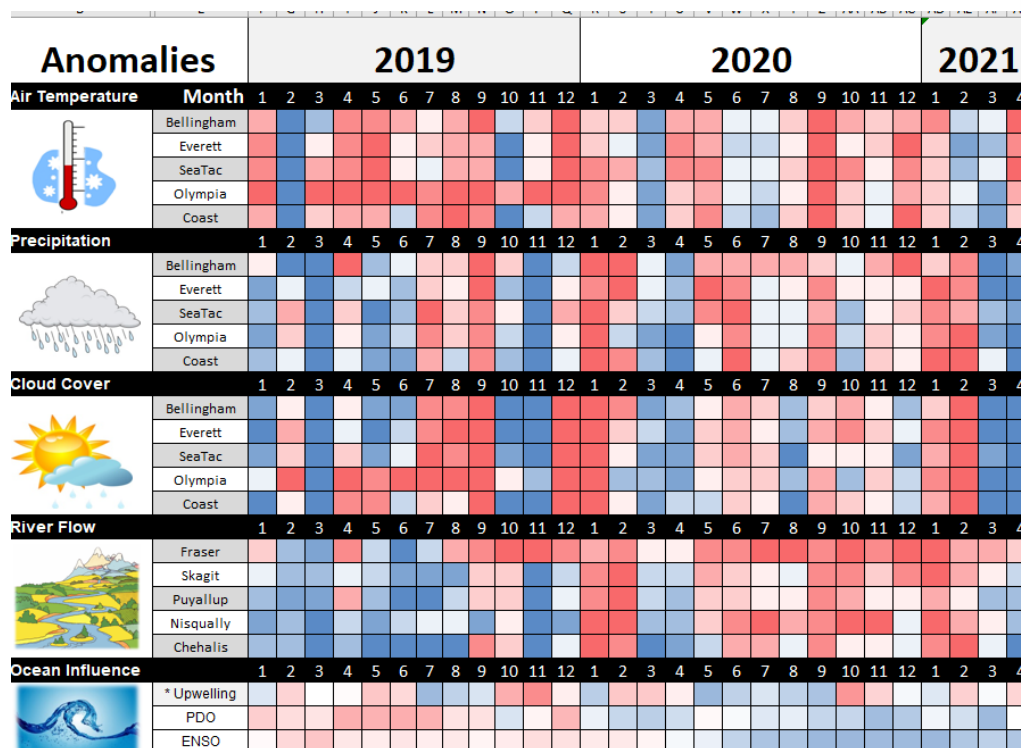 Anomalies 2019 2020 2021
Air Temperature Month 1 2 3 4 5 6 7 8 9 10 11 12 1 2 3 4 5 6 7 8 9 10 11 12 1 2 3 4
Bellingham
Everett
SeaTac
Olympia
Coast
Precipitation 1 2 3 4 5 6 7 8 9 10 11 12 1 2 3 4 5 6 7 8 9 10 11 12 1 2 3 4
Bellingham
Everett
SeaTac
Olympia
Coast
Cloud Cover 1 2 3 4 5 6 7 8 9 10 11 12 1 2 3 4 5 6 7 8 9 10 11 12 1 2 3 4
Bellingham
Everett
SeaTac
Olympia
Coast
River Flow 1 2 3 4 5 6 7 8 9 10 11 12 1 2 3 4 5 6 7 8 9 10 11 12 1 2 3 4
Fraser
Skagit
Puyallup
Nisqually
Chehalis
Ocean Influence 1 2 3 4 5 6 7 8 9 10 11 12 1 2 3 4 5 6 7 8 9 10 11 12 1 2 3 4
* Upwelling
PDO
ENSO